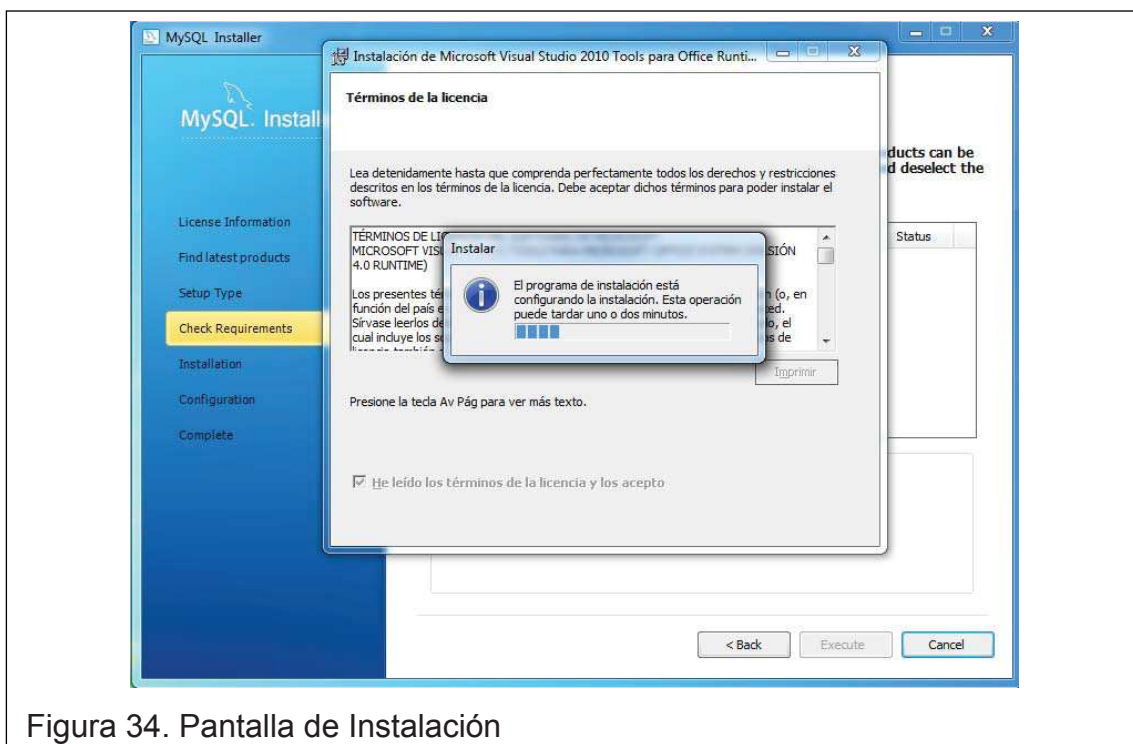 MySQL Installer
Instalación de Microsoft Visual Studio 2010 Tools para Office Runti...
MySQL. Install
Términos de la licencia
ducts can be
d deselect the
Lea detenidamente hasta que comprenda perfectamente todos los derechos y restricciones
descritos en los términos de la licencia. Debe aceptar dichos términos para poder instalar el
software.
License Information
Find latest products
Setup Type
Check Requirements
Installation
Configuration
Complete
Status
TÉRMINOS DE LI
MICROSOFT VISU
SIÓN
4.0 RUNTIME)
Los presentes té
n (o, en
función del país e
ted.
Sírvase leerlos de
o, el
cual incluye los s
s de
Instalar
El programa de instalación está
configurando la instalación. Esta operación
puede tardar uno o dos minutos.
Imprimir
Presione la tecla Av Pág para ver más texto.
He leído los términos de la licencia y los acepto
< Back
Execute
Cancel
Figura 34. Pantalla de Instalación